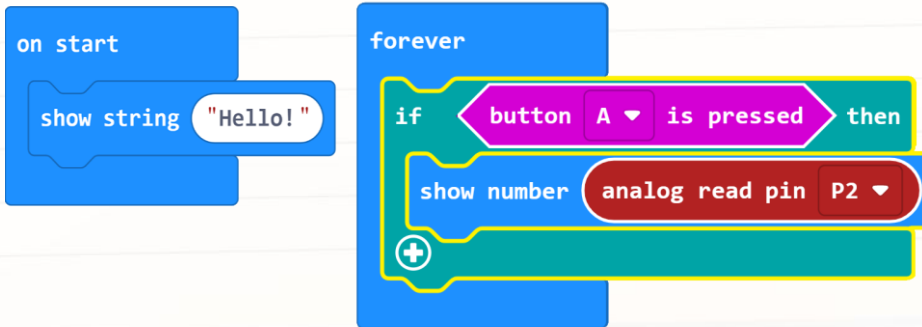 on start
show string "Hello!"
forever
if button A is pressed then
show number analog read pin P2